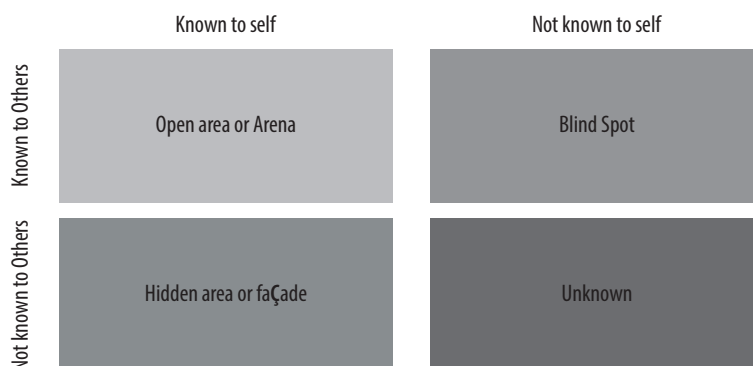 Known to self
Not known to self
Known to Others
Open area or Arena
Blind Spot
Not known to Others
Hidden area or faÇade
Unknown